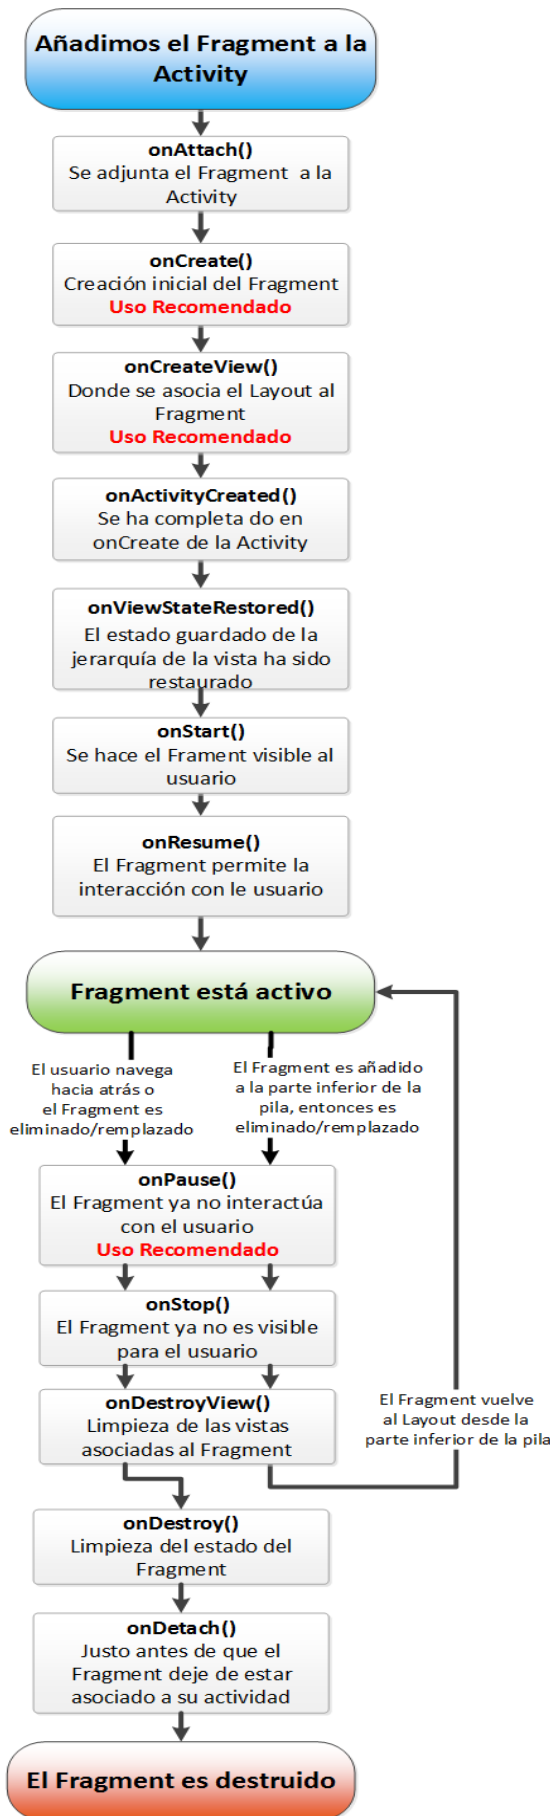 Añadimos el Fragment a la
Activity
onAttach()
Se adjunta el Fragment a la
Activity
onCreate()
Creación inicial del Fragment
Uso Recomendado
onCreateView()
Donde se asocia el Layout al
Fragment
Uso Recomendado
onActivityCreated()
Se ha completa do en
onCreate de la Activity
onViewStateRestored()
El estado guardado de la
jerarquía de la vista ha sido
restaurado
onStart()
Se hace el Frament visible al
usuario
onResume()
El Fragment permite la
interacción con le usuario
Fragment está activo
El usuario navega
hacia atrás o
el Fragment es
eliminado/remplazado
El Fragment es añadido
a la parte inferior de la
pila, entonces es
eliminado/remplazado
onPause()
El Fragment ya no interactúa
con el usuario
Uso Recomendado
onStop()
El Fragment ya no es visible
para el usuario
onDestroyView()
Limpieza de las vistas
asociadas al Fragment
El Fragment vuelve
al Layout desde la
parte inferior de la pila
onDestroy()
Limpieza del estado del
Fragment
onDetach()
Justo antes de que el
Fragment deje de estar
asociado a su actividad
El Fragment es destruido